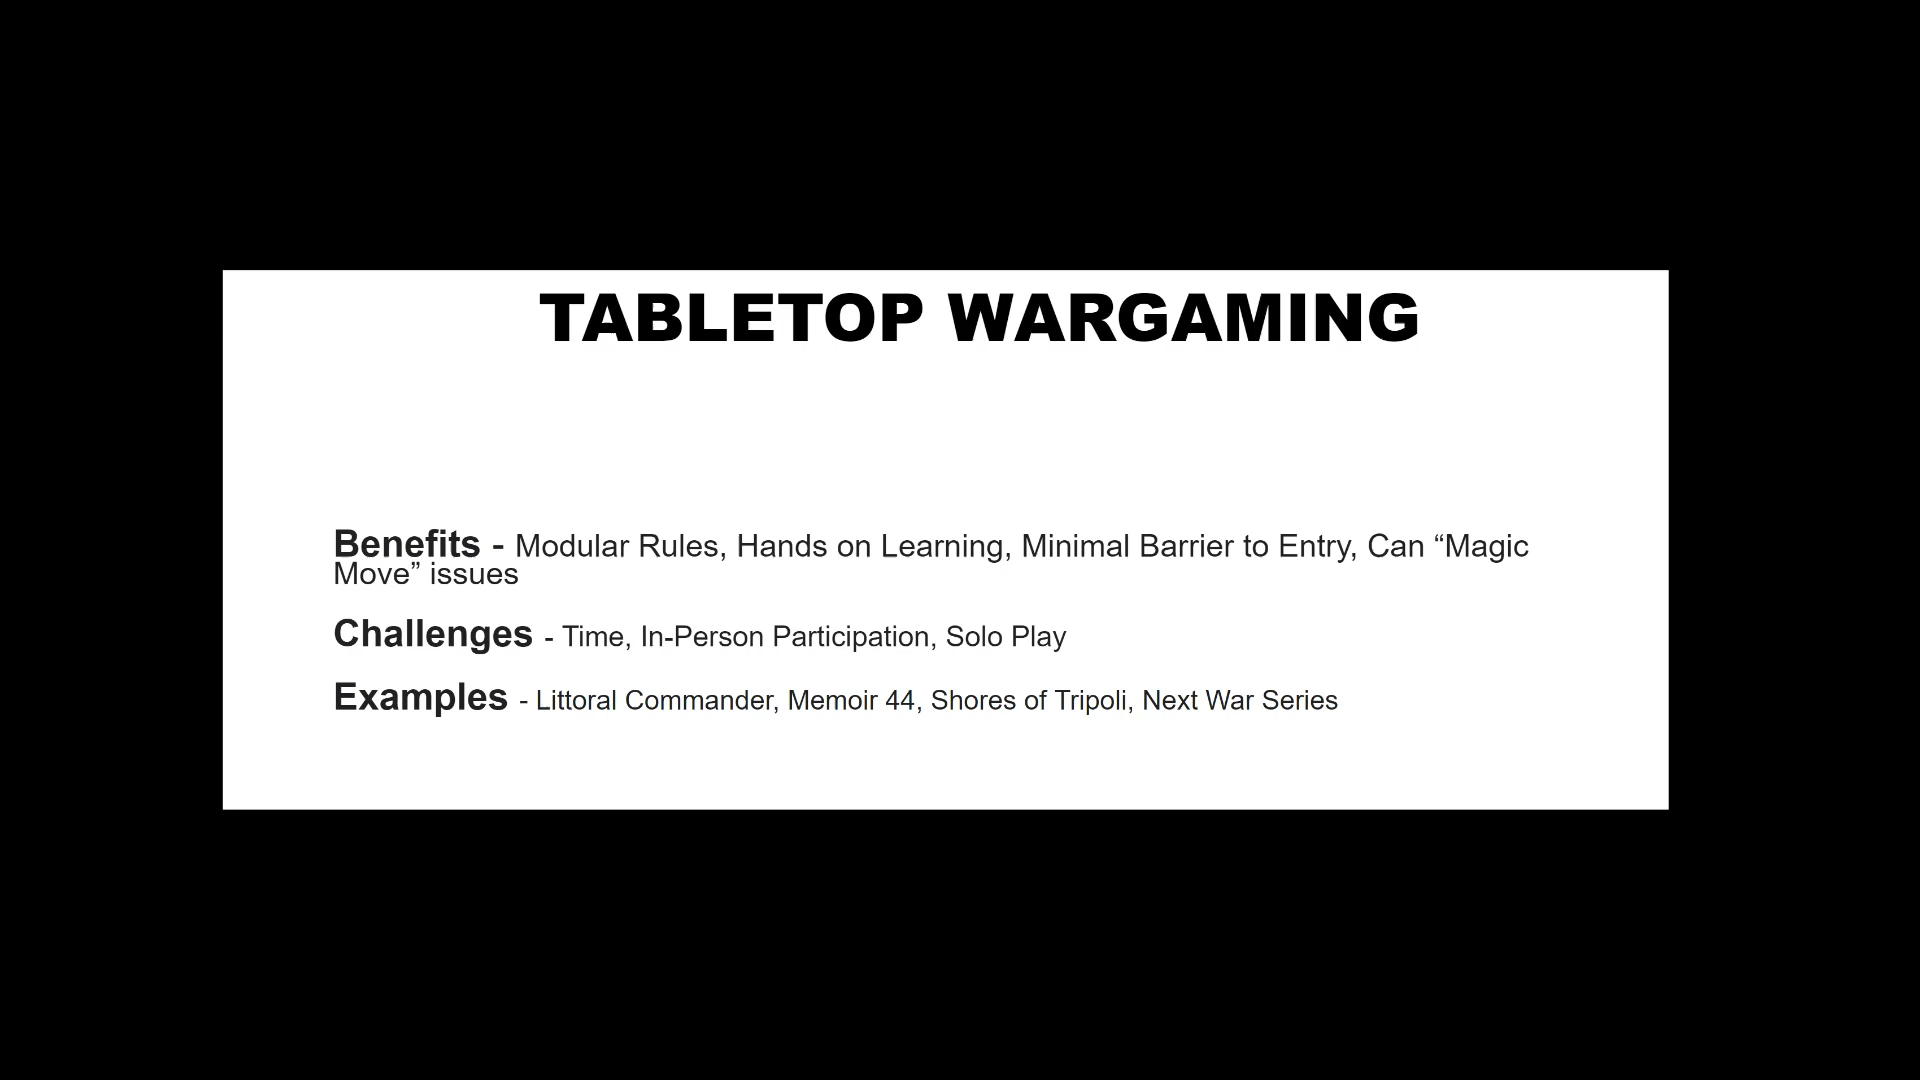 TABLETOP WARGAMING
Benefits - Modular Rules, Hands on Learning, Minimal Barrier to Entry, Can “Magic
Move” issues
Challenges - Time, In-Person Participation, Solo Play
Examples - Littoral Commander, Memoir 44, Shores of Tripoli, Next War Series